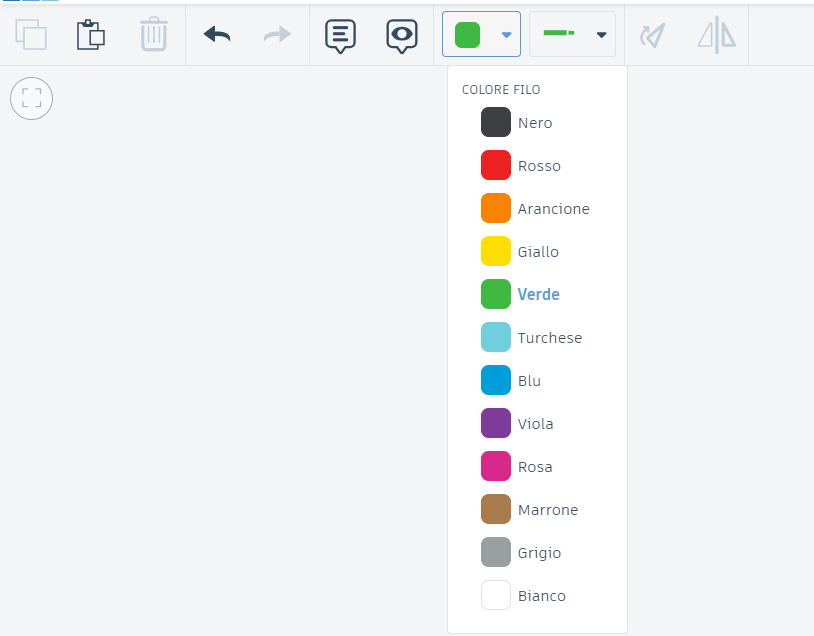 COLORE FILO
Nero
Rosso
Arancione
Giallo
Verde
Turchese
Blu
Viola
Rosa
Marrone
Grigio
Bianco